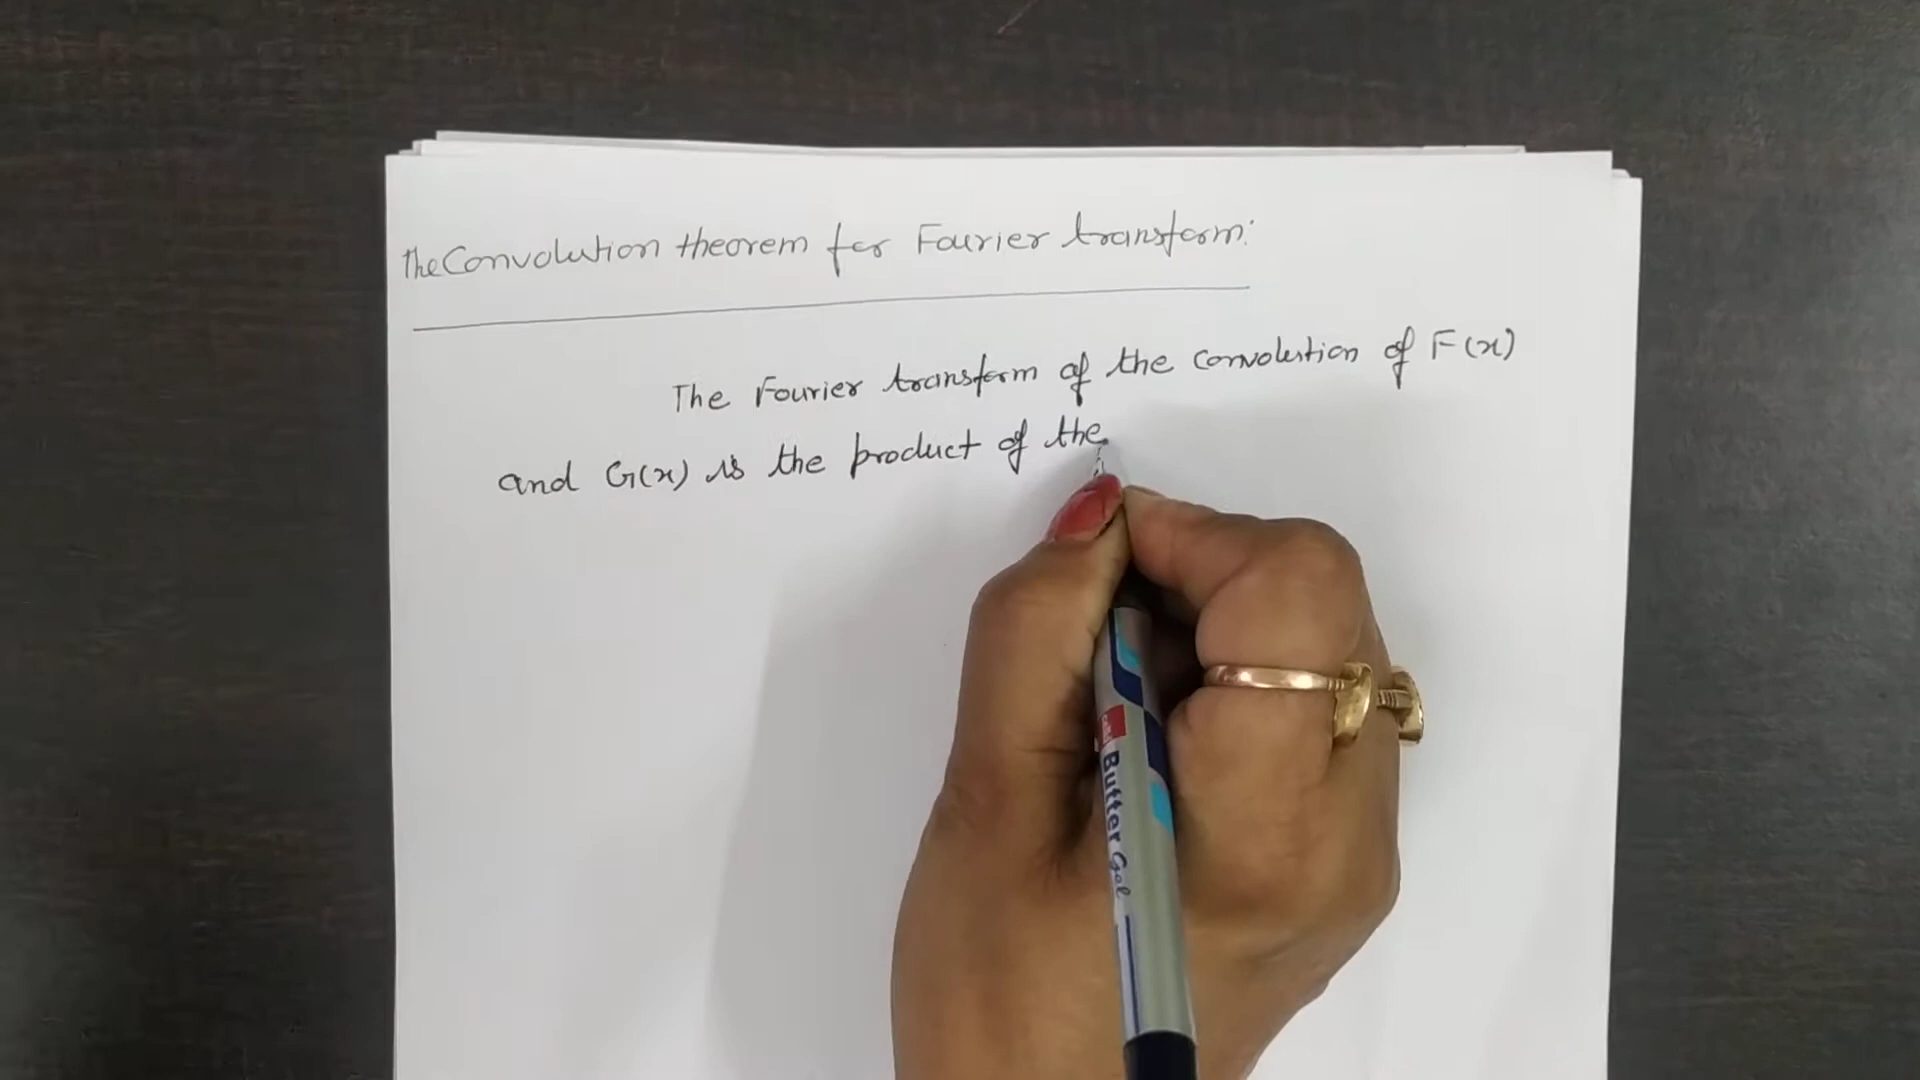 The Convolution theorem for Fourier transform:
The Fourier transform of the convolution of F(x)
and G(x) is the product of the
Butter Gel